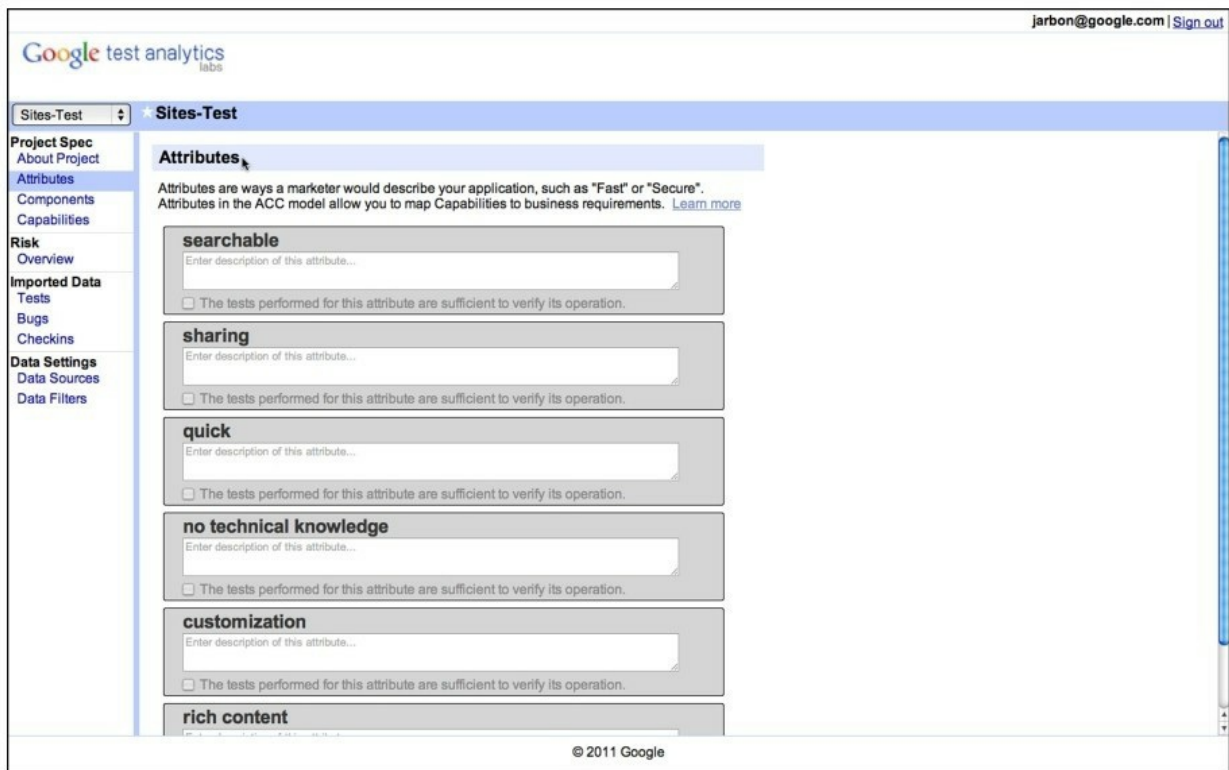 jarbon@google.com | Sign out
Google test analytics
labs
Sites-Test
Sites-Test
Project Spec
About Project
Attributes
Components
Capabilities
Risk
Overview
Imported Data
Tests
Bugs
Checkins
Data Settings
Data Sources
Data Filters
Attributes
Attributes are ways a marketer would describe your application, such as "Fast" or "Secure".
Attributes in the ACC model allow you to map Capabilities to business requirements. Learn more
searchable
Enter description of this attribute...
The tests performed for this attribute are sufficient to verify its operation.
sharing
Enter description of this attribute...
The tests performed for this attribute are sufficient to verify its operation.
quick
Enter description of this attribute...
The tests performed for this attribute are sufficient to verify its operation.
no technical knowledge
Enter description of this attribute...
The tests performed for this attribute are sufficient to verify its operation.
customization
Enter description of this attribute...
The tests performed for this attribute are sufficient to verify its operation.
rich content
© 2011 Google